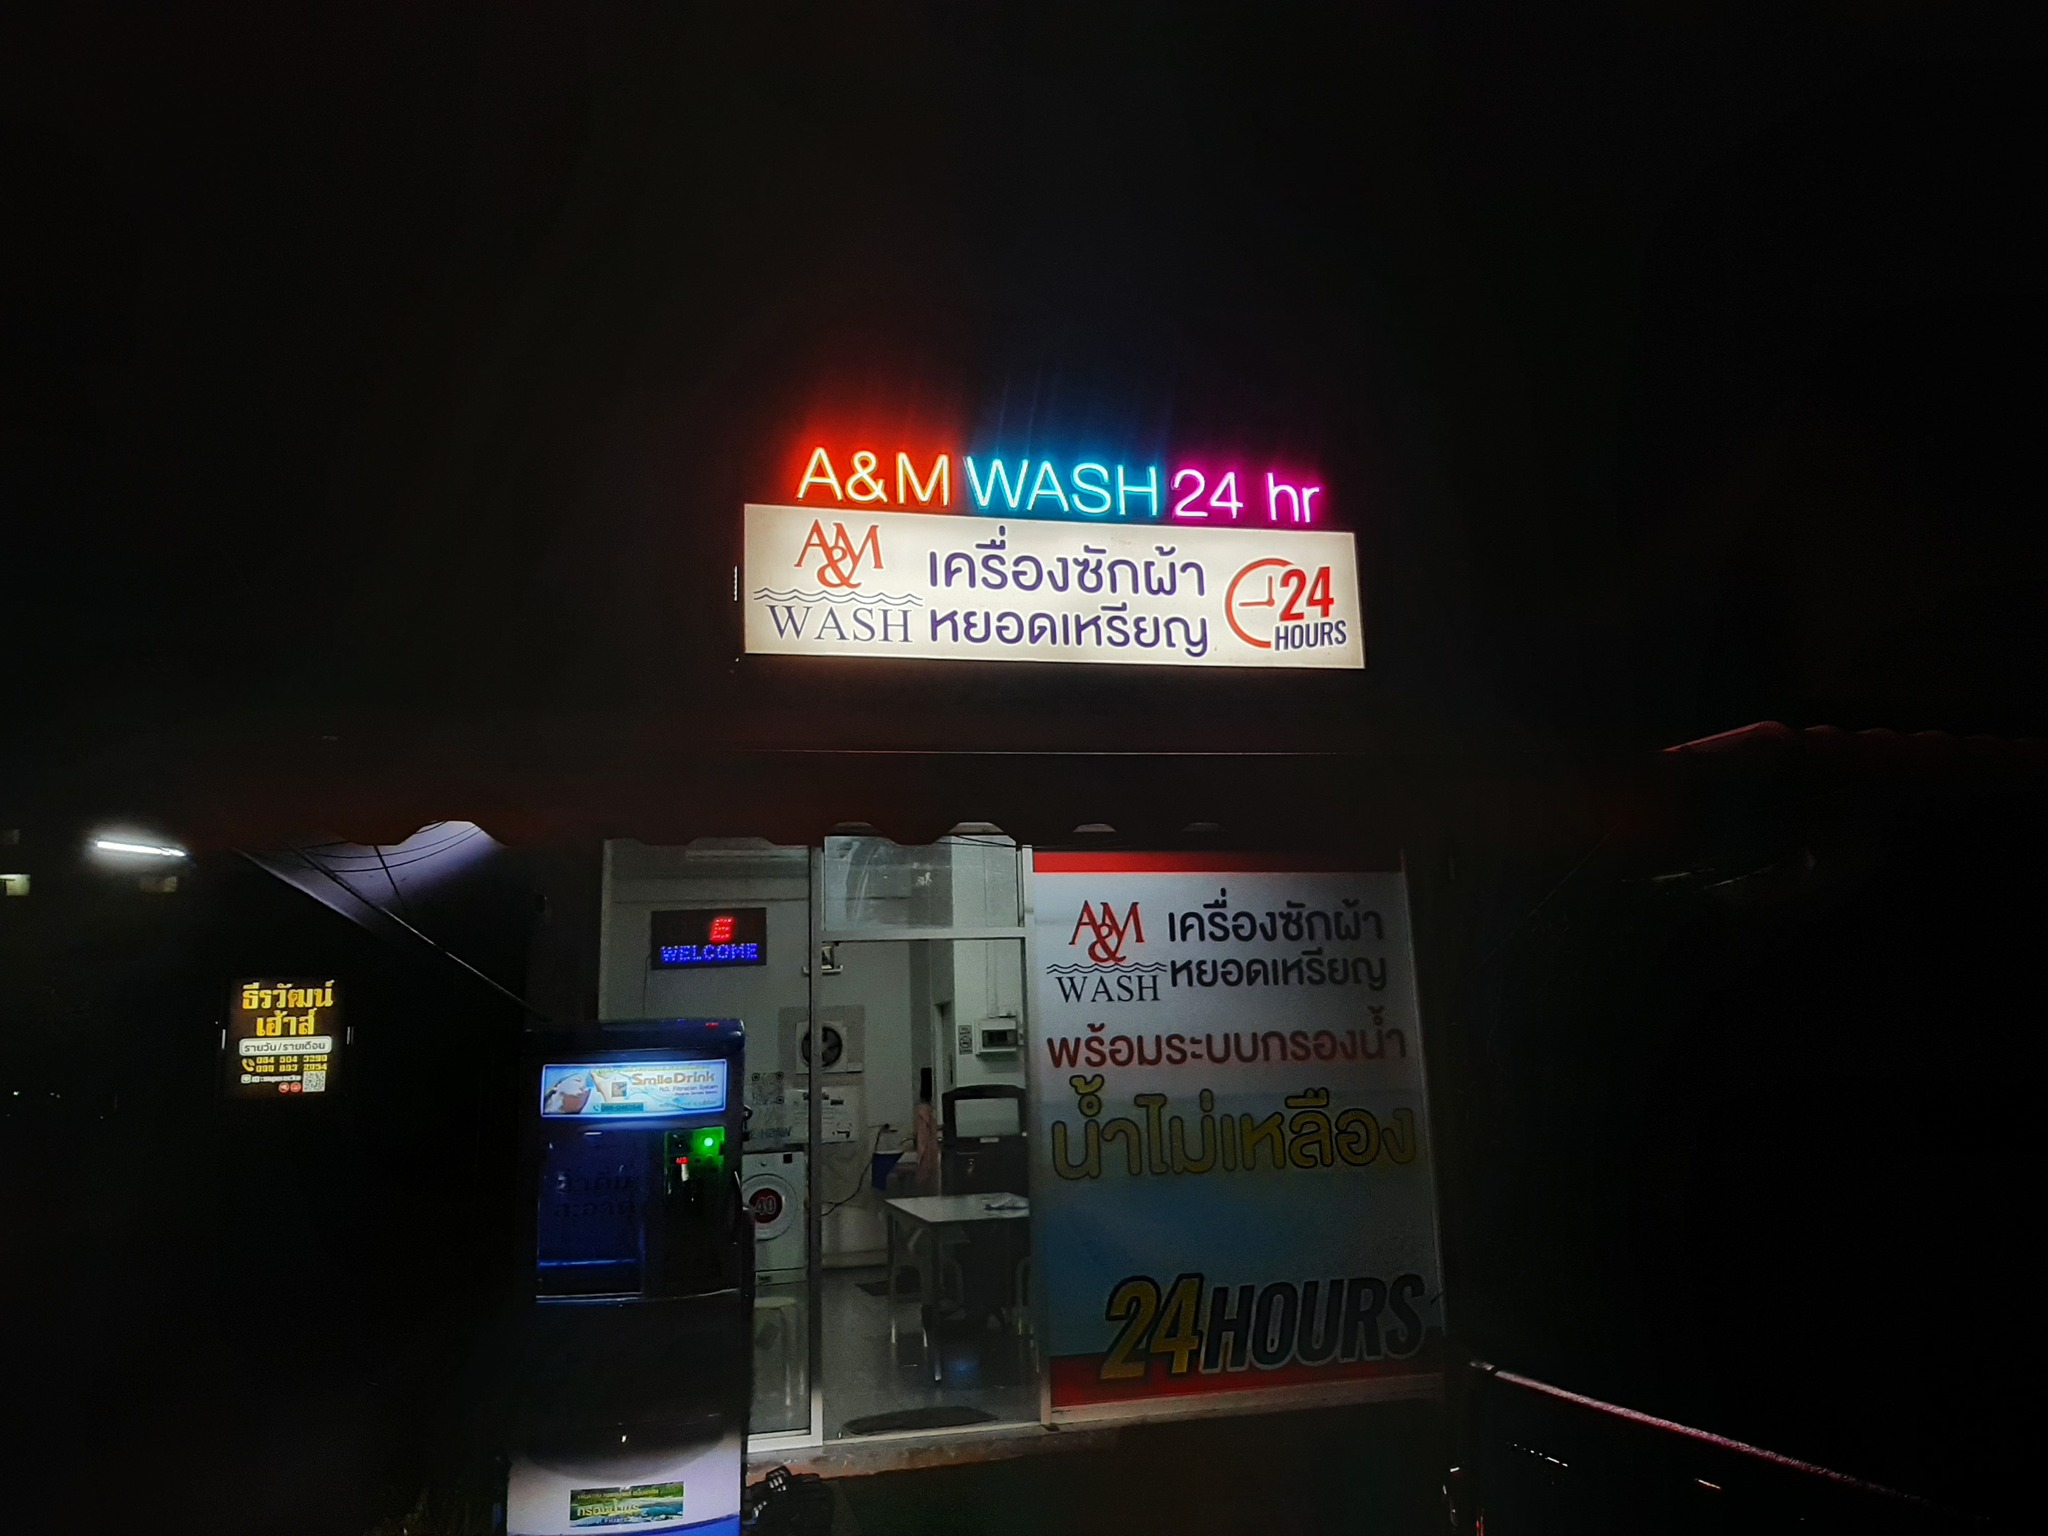 A&M WASH 24 hr
A&M
WASH
เครื่องซักผ้า
หยอดเหรียญ
24
HOURS
WELCOME
A&M
WASH
เครื่องซักผ้า
หยอดเหรียญ
พร้อมระบบกรองน้ำ
น้ำไม่เหลือง
24HOURS
ธีรวัฒน์
เฮ้าส์
รายวัน/รายเดือน
SmileDrink
40